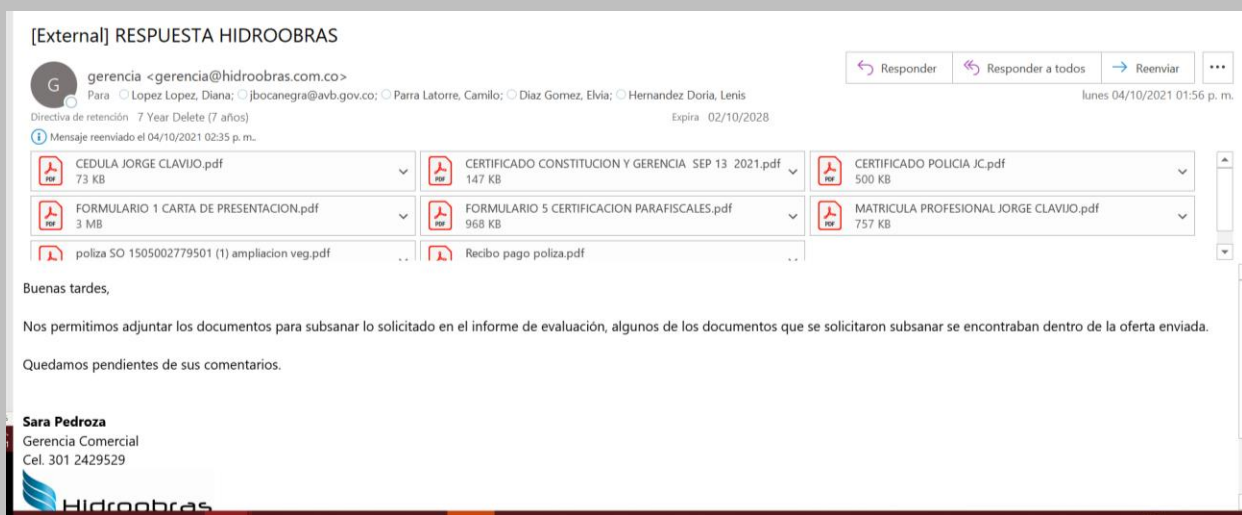 [External] RESPUESTA HIDROOBRAS
G
gerencia <gerencia@hidroobras.com.co>
Para Lopez Lopez, Diana; jbocanegra@avb.gov.co; Parra Latorre, Camilo; Diaz Gomez, Elvia; Hernandez Doria, Lenis
Responder Responder a todos Reenviar ...
lunes 04/10/2021 01:56 p. m.
Directiva de retención 7 Year Delete (7 años) Expira 02/10/2028
Mensaje reenviado el 04/10/2021 02:35 p. m..
CEDULA JORGE CLAVIJO.pdf
73 KB
CERTIFICADO CONSTITUCION Y GERENCIA SEP 13 2021.pdf
147 KB
CERTIFICADO POLICIA JC.pdf
500 KB
FORMULARIO 1 CARTA DE PRESENTACION.pdf
3 MB
FORMULARIO 5 CERTIFICACION PARAFISCALES.pdf
968 KB
MATRICULA PROFESIONAL JORGE CLAVIJO.pdf
757 KB
poliza SO 1505002779501 (1) ampliacion veg.pdf
Recibo pago poliza.pdf
Buenas tardes,
Nos permitimos adjuntar los documentos para subsanar lo solicitado en el informe de evaluación, algunos de los documentos que se solicitaron subsanar se encontraban dentro de la oferta enviada.
Quedamos pendientes de sus comentarios.
Sara Pedroza
Gerencia Comercial
Cel. 301 2429529
Hidroobras